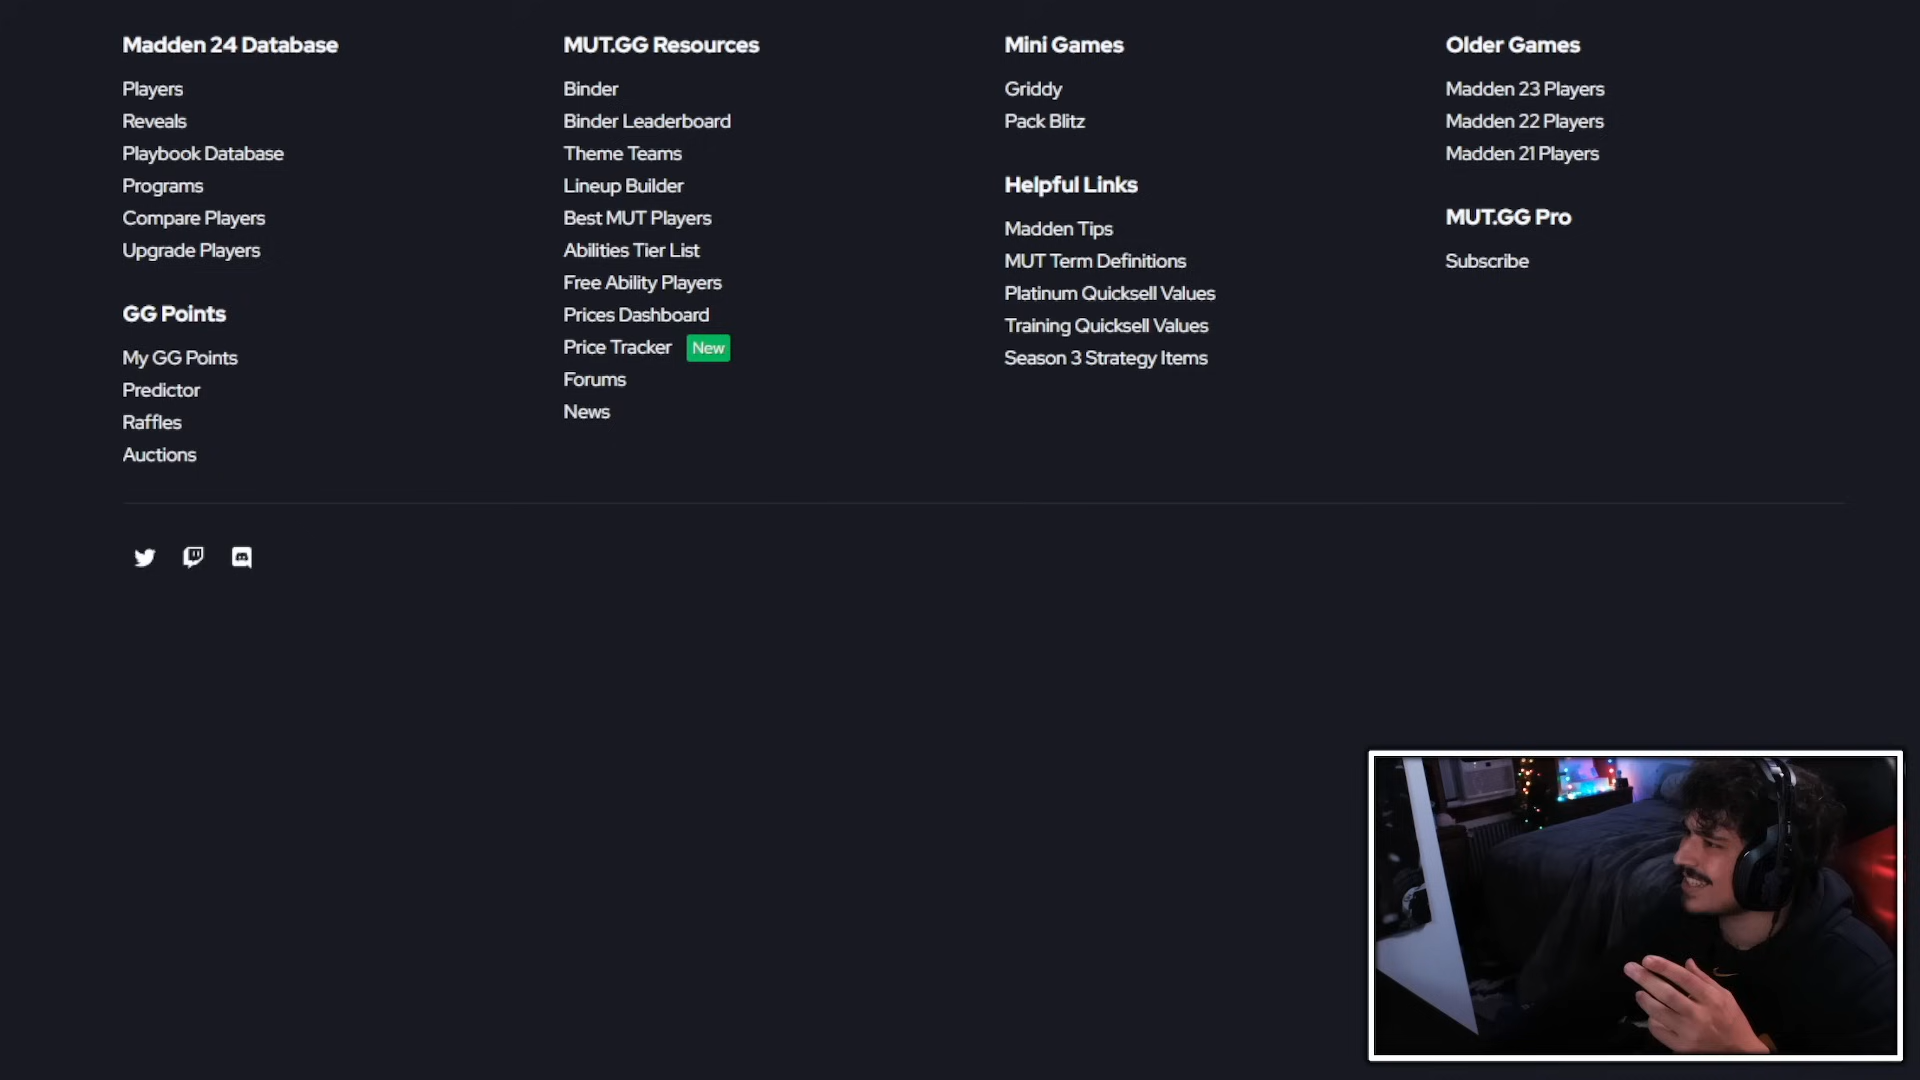 Madden 24 Database
Players
Reveals
Playbook Database
Programs
Compare Players
Upgrade Players
GG Points
My GG Points
Predictor
Raffles
Auctions
MUT.GG Resources
Binder
Binder Leaderboard
Theme Teams
Lineup Builder
Best MUT Players
Abilities Tier List
Free Ability Players
Prices Dashboard
Price Tracker New
Forums
News
Mini Games
Griddy
Pack Blitz
Helpful Links
Madden Tips
MUT Term Definitions
Platinum Quicksell Values
Training Quicksell Values
Season 3 Strategy Items
Older Games
Madden 23 Players
Madden 22 Players
Madden 21 Players
MUT.GG Pro
Subscribe